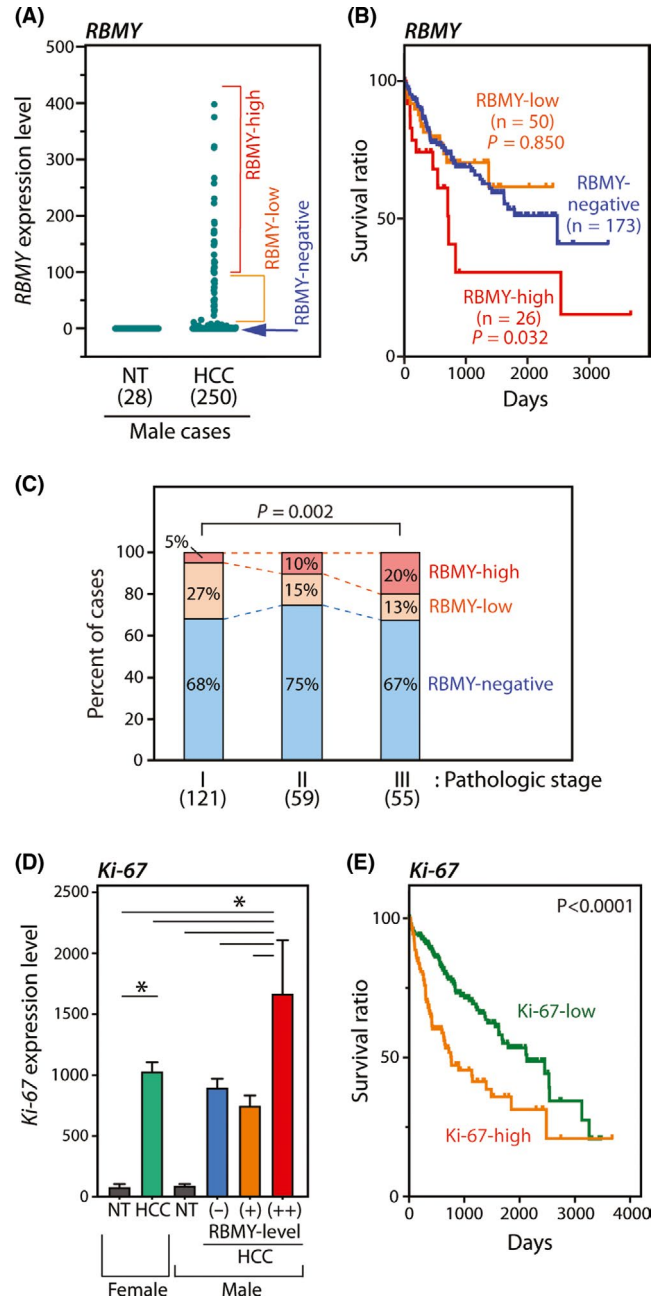 (A)
RBMY
RBMY expression level
500
400
300
200
100
0
RBMY-high
RBMY-low
RBMY-negative
NT
(28)
HCC
(250)
Male cases
(B)
RBMY
Survival ratio
100
50
0
RBMY-low
(n = 50)
P = 0.850
RBMY-
negative
(n = 173)
RBMY-high
(n = 26)
P = 0.032
0 1000 2000 3000
Days
(C)
P = 0.002
Percent of cases
100
80
60
40
20
0
5%
27%
68%
10%
15%
75%
20%
13%
67%
RBMY-high
RBMY-low
RBMY-negative
I
(121)
II
(59)
III
(55)
: Pathologic stage
(D)
Ki-67
Ki-67 expression level
2500
2000
1500
1000
500
0
*
*
NT HCC NT (−) (+) (++)
RBMY-level
HCC
Female Male
(E)
Ki-67
P<0.0001
Survival ratio
100
50
0
Ki-67-low
Ki-67-high
0 1000 2000 3000 4000
Days